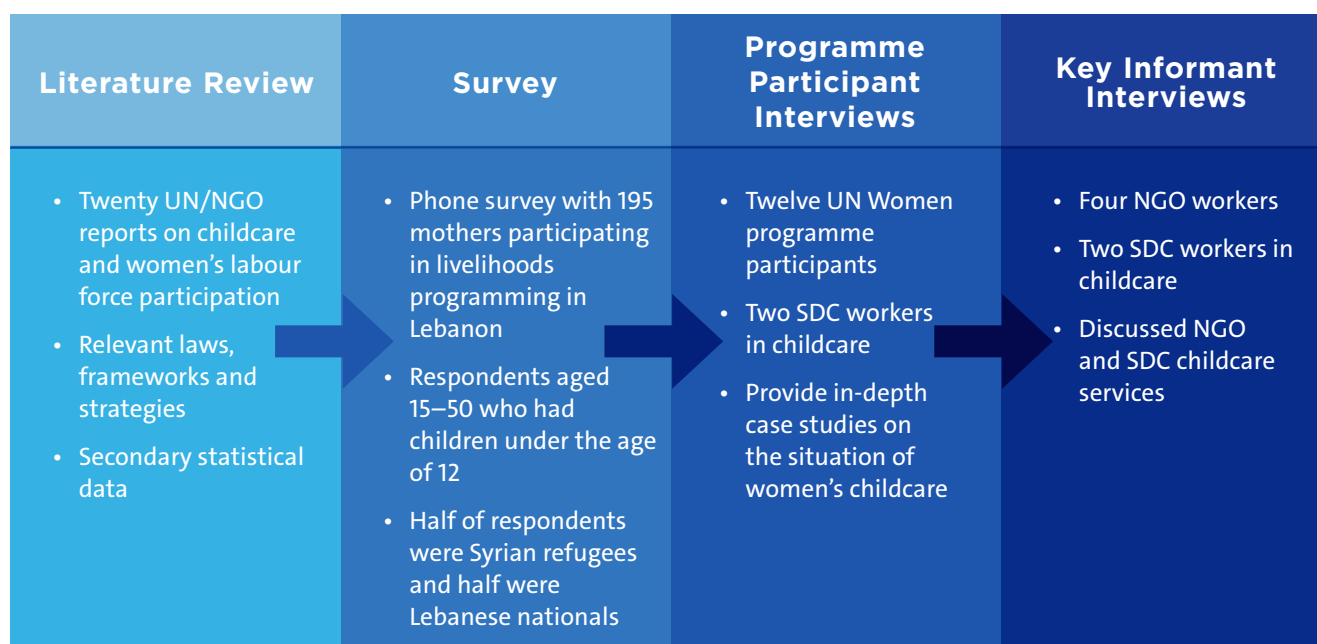 Literature Review
• Twenty UN/NGO
reports on childcare
and women's labour
force participation
• Relevant laws,
frameworks and
strategies
• Secondary statistical
data
Survey
• Phone survey with 195
mothers participating
in livelihoods
programming in
Lebanon
• Respondents aged
15–50 who had
children under the age
of 12
• Half of respondents
were Syrian refugees
and half were
Lebanese nationals
Programme
Participant
Interviews
• Twelve UN Women
programme
participants
• Two SDC workers
in childcare
• Provide in-depth
case studies on
the situation of
women's childcare
Key Informant
Interviews
• Four NGO workers
• Two SDC workers in
childcare
• Discussed NGO
and SDC childcare
services